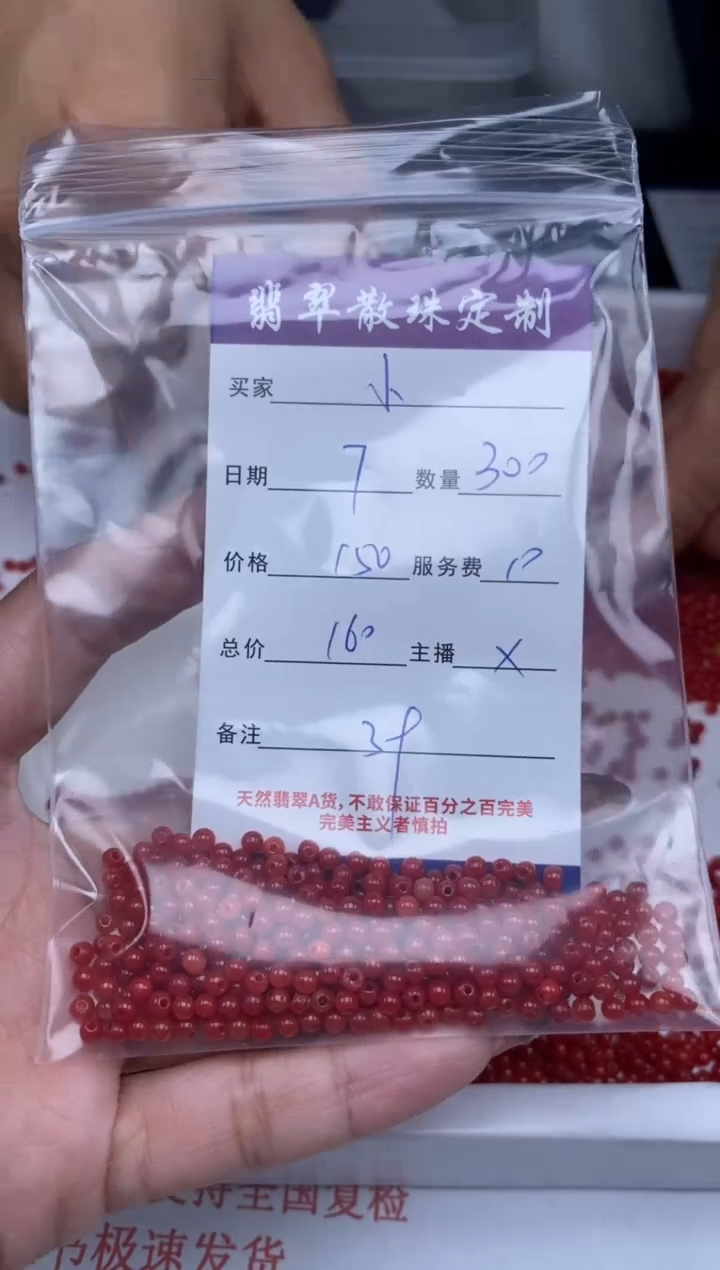 翡翠散珠定制
买家 小
日期 7 数量 300
价格 150 服务费 10
总价 160 主播 X
备注
天然翡翠A货,不敢保证百分之百完美
完美主义者慎拍
支持全国复检
书极速发货